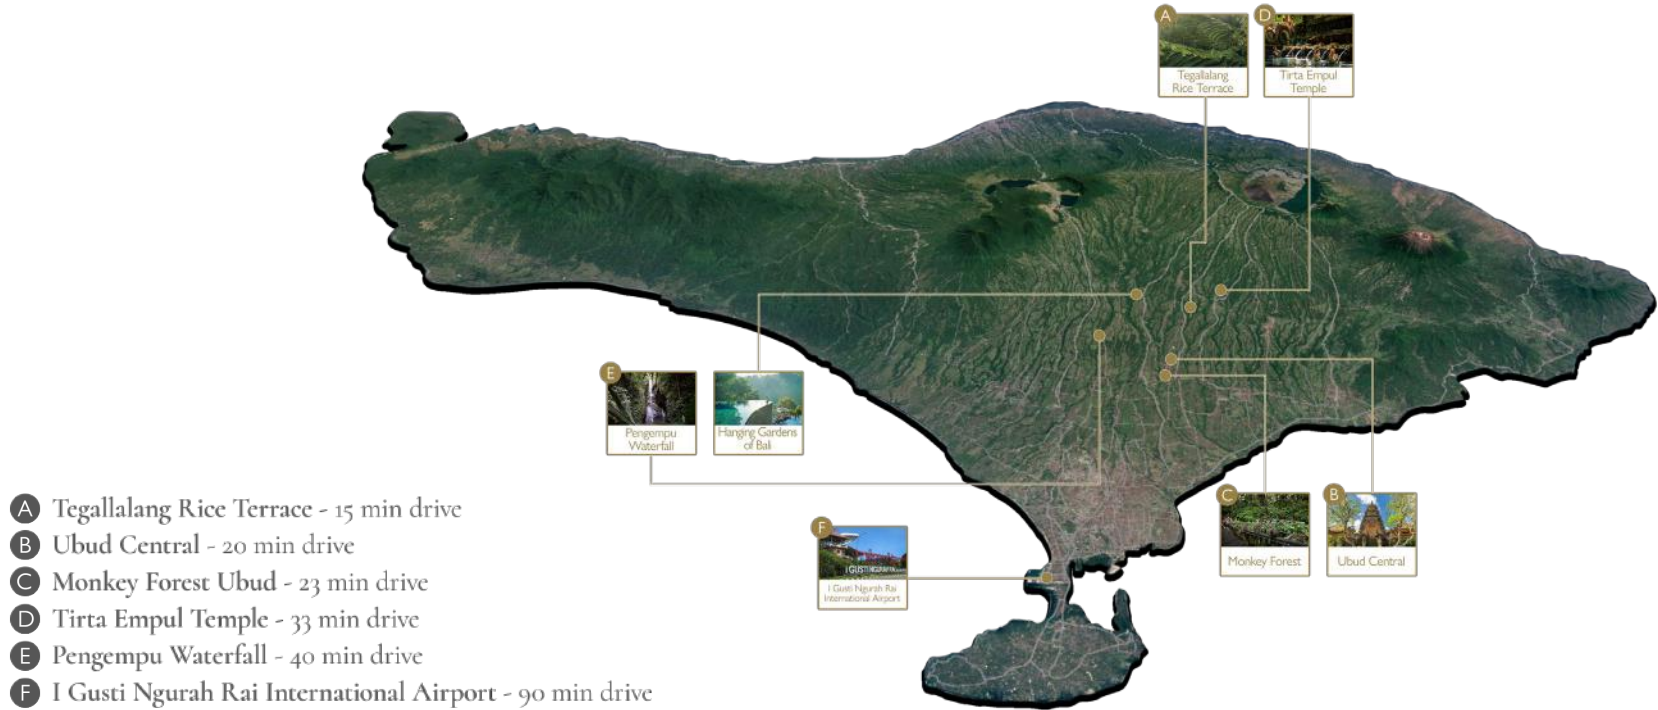 A
Tegallalang
Rice Terrace
D
Tirta Empul
Temple
E
Pengempu
Waterfall
Hanging Gardens
of Bali
F
I GUSTI NGURAH RAI
I Gusti Ngurah Rai
International Airport
C
Monkey Forest
B
Ubud Central
A Tegallalang Rice Terrace - 15 min drive
B Ubud Central - 20 min drive
C Monkey Forest Ubud - 23 min drive
D Tirta Empul Temple - 33 min drive
E Pengempu Waterfall - 40 min drive
F I Gusti Ngurah Rai International Airport - 90 min drive